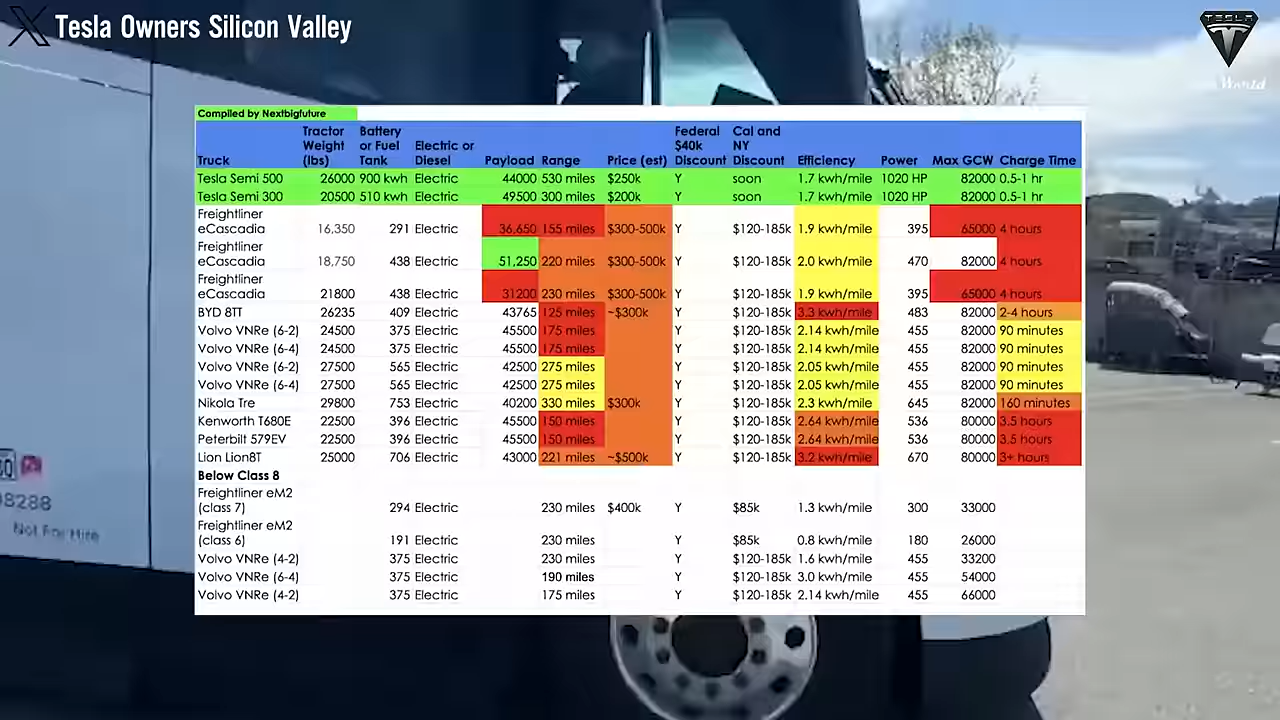 Tesla Owners Silicon Valley
TESLA
World
Compiled by Nextbigfuture
Truck Tractor Weight (lbs) Battery or Fuel Tank Electric or Diesel Payload Range Price (est) Federal $40k Discount Cal and NY Discount Efficiency Power Max GCW Charge Time
Tesla Semi 500 26000 900 kwh Electric 44000 530 miles $250k Y soon 1.7 kwh/mile 1020 HP 82000 0.5-1 hr
Tesla Semi 300 20500 510 kwh Electric 49500 300 miles $200k Y soon 1.7 kwh/mile 1020 HP 82000 0.5-1 hr
Freightliner eCascadia 16,350 291 Electric 36,650 155 miles $300-500k Y $120-185k 1.9 kwh/mile 395 65000 4 hours
Freightliner eCascadia 18,750 438 Electric 51,250 220 miles $300-500k Y $120-185k 2.0 kwh/mile 470 82000 4 hours
Freightliner eCascadia 21800 438 Electric 31200 230 miles $300-500k Y $120-185k 1.9 kwh/mile 395 65000 4 hours
BYD 8TT 26235 409 Electric 43765 125 miles ~$300k Y $120-185k 3.3 kwh/mile 483 82000 2-4 hours
Volvo VNRe (6-2) 24500 375 Electric 45500 175 miles Y $120-185k 2.14 kwh/mile 455 82000 90 minutes
Volvo VNRe (6-4) 24500 375 Electric 45500 175 miles Y $120-185k 2.14 kwh/mile 455 82000 90 minutes
Volvo VNRe (6-2) 27500 565 Electric 42500 275 miles Y $120-185k 2.05 kwh/mile 455 82000 90 minutes
Volvo VNRe (6-4) 27500 565 Electric 42500 275 miles Y $120-185k 2.05 kwh/mile 455 82000 90 minutes
Nikola Tre 29800 753 Electric 40200 330 miles $300k Y $120-185k 2.3 kwh/mile 645 82000 160 minutes
Kenworth T680E 22500 396 Electric 45500 150 miles Y $120-185k 2.64 kwh/mile 536 80000 3.5 hours
Peterbilt 579EV 22500 396 Electric 45500 150 miles Y $120-185k 2.64 kwh/mile 536 80000 3.5 hours
Lion Lion8T 25000 706 Electric 43000 221 miles ~$500k Y $120-185k 3.2 kwh/mile 670 80000 3+ hours
Below Class 8
Freightliner eM2 (class 7) 294 Electric 230 miles $400k Y $85k 1.3 kwh/mile 300 33000
Freightliner eM2 (class 6) 191 Electric 230 miles Y $85k 0.8 kwh/mile 180 26000
Volvo VNRe (4-2) 375 Electric 230 miles Y $120-185k 1.6 kwh/mile 455 33200
Volvo VNRe (6-4) 375 Electric 190 miles Y $120-185k 3.0 kwh/mile 455 54000
Volvo VNRe (4-2) 375 Electric 175 miles Y $120-185k 2.14 kwh/mile 455 66000
8288
Not For Hire